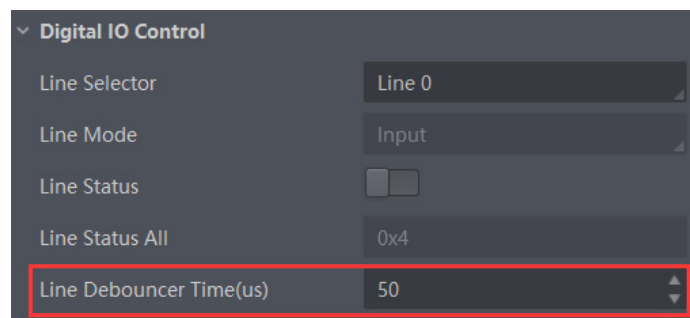 Digital IO Control
Line Selector Line 0
Line Mode Input
Line Status
Line Status All 0x4
Line Debouncer Time(us) 50